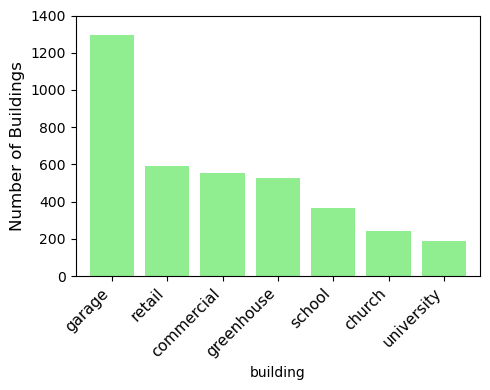 1400
1200
1000
800
600
400
200
0
Number of Buildings
garage
retail
commercial
greenhouse
school
church
university
building